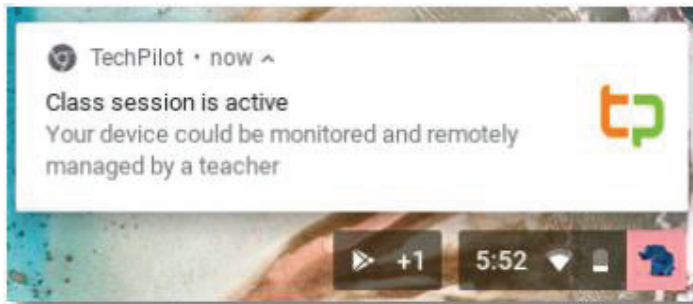 TechPilot • now
Class session is active
Your device could be monitored and remotely
managed by a teacher
tp
+1 5:52